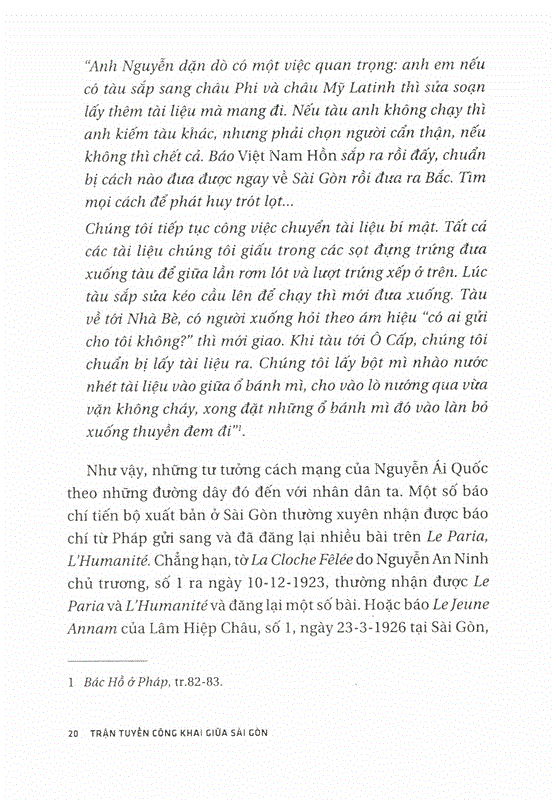 “Anh Nguyễn dặn dò có một việc quan trọng: anh em nếu
có tàu sắp sang châu Phi và châu Mỹ Latinh thì sửa soạn
lấy thêm tài liệu mà mang đi. Nếu tàu anh không chạy thì
anh kiếm tàu khác, nhưng phải chọn người cẩn thận, nếu
không thì chết cả. Báo Việt Nam Hồn sắp ra rồi đấy, chuẩn
bị cách nào đưa được ngay về Sài Gòn rồi đưa ra Bắc. Tìm
mọi cách để phát huy trót lọt...
Chúng tôi tiếp tục công việc chuyển tài liệu bí mật. Tất cả
các tài liệu chúng tôi giấu trong các sọt đựng trứng đưa
xuống tàu để giữa lần rơm lót và lượt trứng xếp ở trên. Lúc
tàu sắp sửa kéo cầu lên để chạy thì mới đưa xuống. Tàu
về tới Nhà Bè, có người xuống hỏi theo ám hiệu “có ai gửi
cho tôi không?” thì mới giao. Khi tàu tới Ô Cấp, chúng tôi
chuẩn bị lấy tài liệu ra. Chúng tôi lấy bột mì nhào nước
nhét tài liệu vào giữa ổ bánh mì, cho vào lò nướng qua vừa
vặn không cháy, xong đặt những ổ bánh mì đó vào làn bỏ
xuống thuyền đem đi”¹.
Như vậy, những tư tưởng cách mạng của Nguyễn Ái Quốc
theo những đường dây đó đến với nhân dân ta. Một số báo
chí tiến bộ xuất bản ở Sài Gòn thường xuyên nhận được báo
chí từ Pháp gửi sang và đã đăng lại nhiều bài trên Le Paria,
L’Humanité. Chẳng hạn, tờ La Cloche Fêlée do Nguyễn An Ninh
chủ trương, số 1 ra ngày 10-12-1923, thường nhận được Le
Paria và L’Humanité và đăng lại một số bài. Hoặc báo Le Jeune
Annam của Lâm Hiệp Châu, số 1, ngày 23-3-1926 tại Sài Gòn,
1 Bác Hồ ở Pháp, tr.82-83.
20 TRẬN TUYẾN CÔNG KHAI GIỮA SÀI GÒN